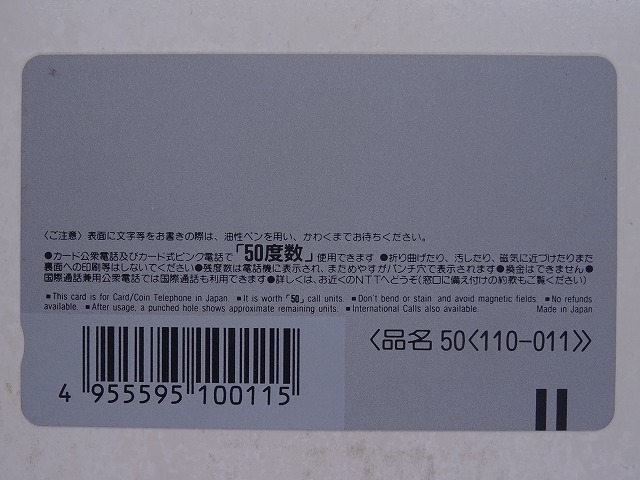 〈ご注意〉表面に文字等をお書きの際は、油性ペンを用い、かわくまでお待ちください。
●カード公衆電話及びカード式ピンク電話で「50度数」使用できます ●折り曲げたり、汚したり、磁気に近づけたりまた
裏面への印刷等はしないでください●残度数は電話機に表示され、まためやすがパンチ穴で表示されます●換金はできません●
国際通話兼用公衆電話では国際通話も利用できます●詳しくは、お近くのNTTへどうぞ(窓口に備え付けの約款もご覧ください)
■ This card is for Card/Coin Telephone in Japan. ■ It is worth「50」call units. ■ Don't bend or stain and avoid magnetic fields ■ No refunds
available. ■ After usage, a punched hole shows approximate remaining units. ■ International Calls also available. Made in Japan
〈品名 50〈110-011〉〉
4 955595 100115